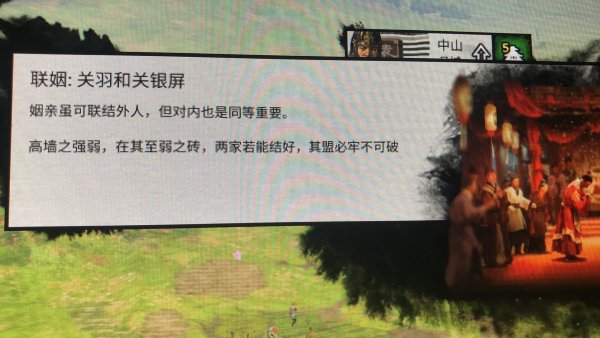 中山
5
联姻: 关羽和关银屏
姻亲虽可联结外人，但对内也是同等重要。
高墙之强弱，在其至弱之砖，两家若能结好，其盟必牢不可破